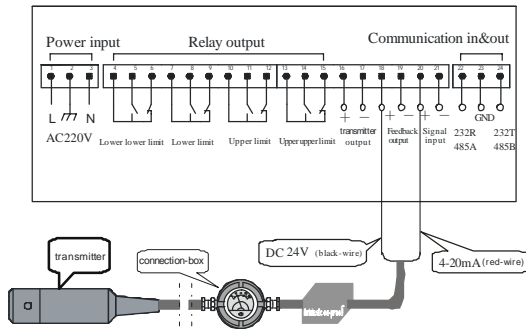 Power input Relay output Communication in&out
1 2 3 4 5 6 7 8 9 10 11 12 13 14 15 16 17 18 19 20 21 22 23 24
L N
AC220V
Lower lower limit Lower limit Upper limit Upper upper limit
+ − + − + −
transmitter output
Feedback output
Signal input
GND
232R 232T
485A 485B
DC 24V (black-wire)
4-20mA (red-wire)
transmitter
connection-box